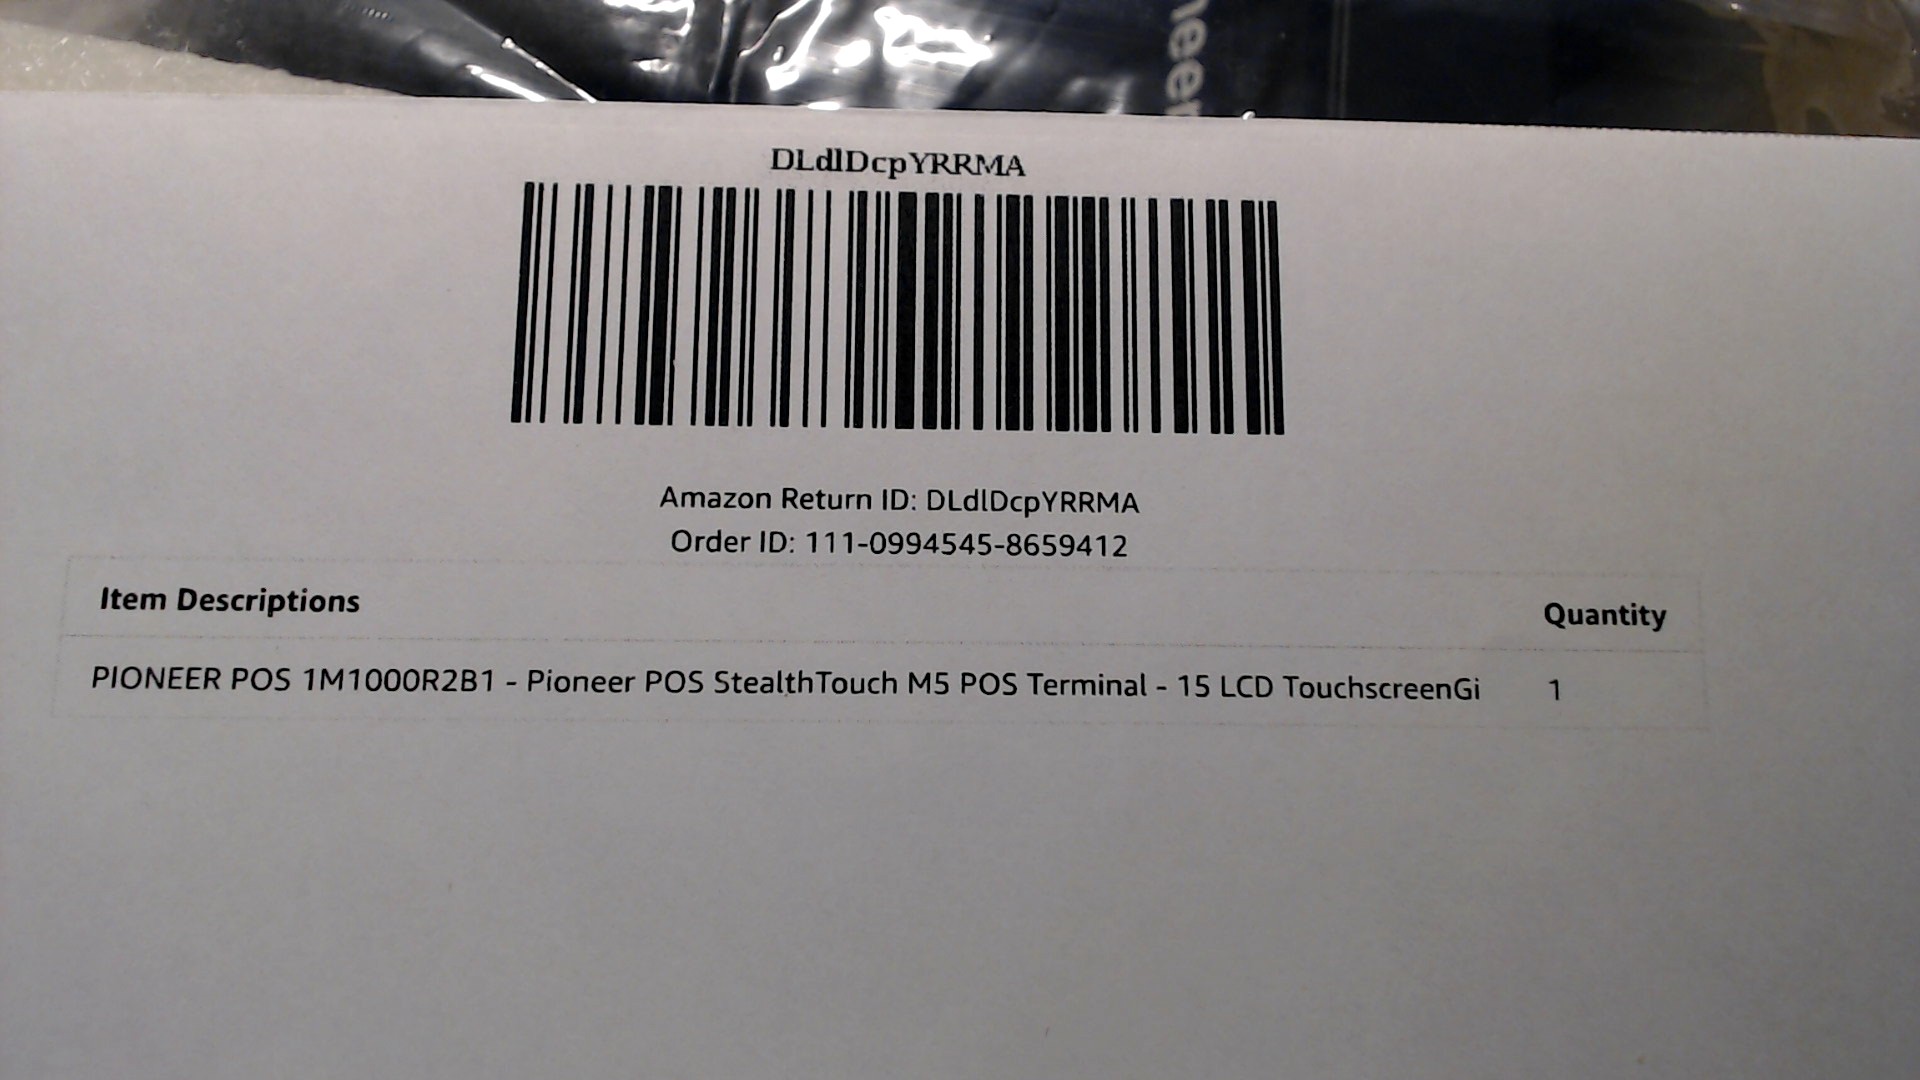 neer
DLdlDcpYRRMA
Amazon Return ID: DLdlDcpYRRMA
Order ID: 111-0994545-8659412
Item Descriptions Quantity
PIONEER POS 1M1000R2B1 - Pioneer POS StealthTouch M5 POS Terminal - 15 LCD TouchscreenGi 1